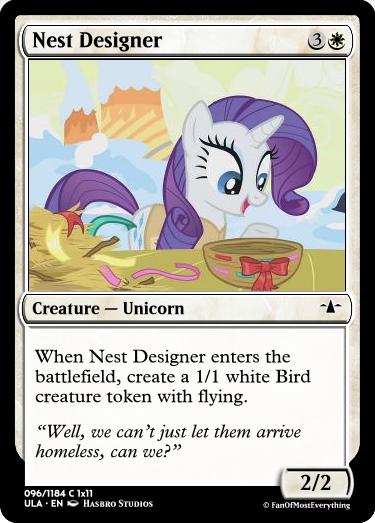 Nest Designer 3
Creature — Unicorn
When Nest Designer enters the
battlefield, create a 1/1 white Bird
creature token with flying.
“Well, we can’t just let them arrive
homeless, can we?”
2/2
096/1184 C 1x11
ULA • EN Hasbro Studios
© FanOfMostEverything